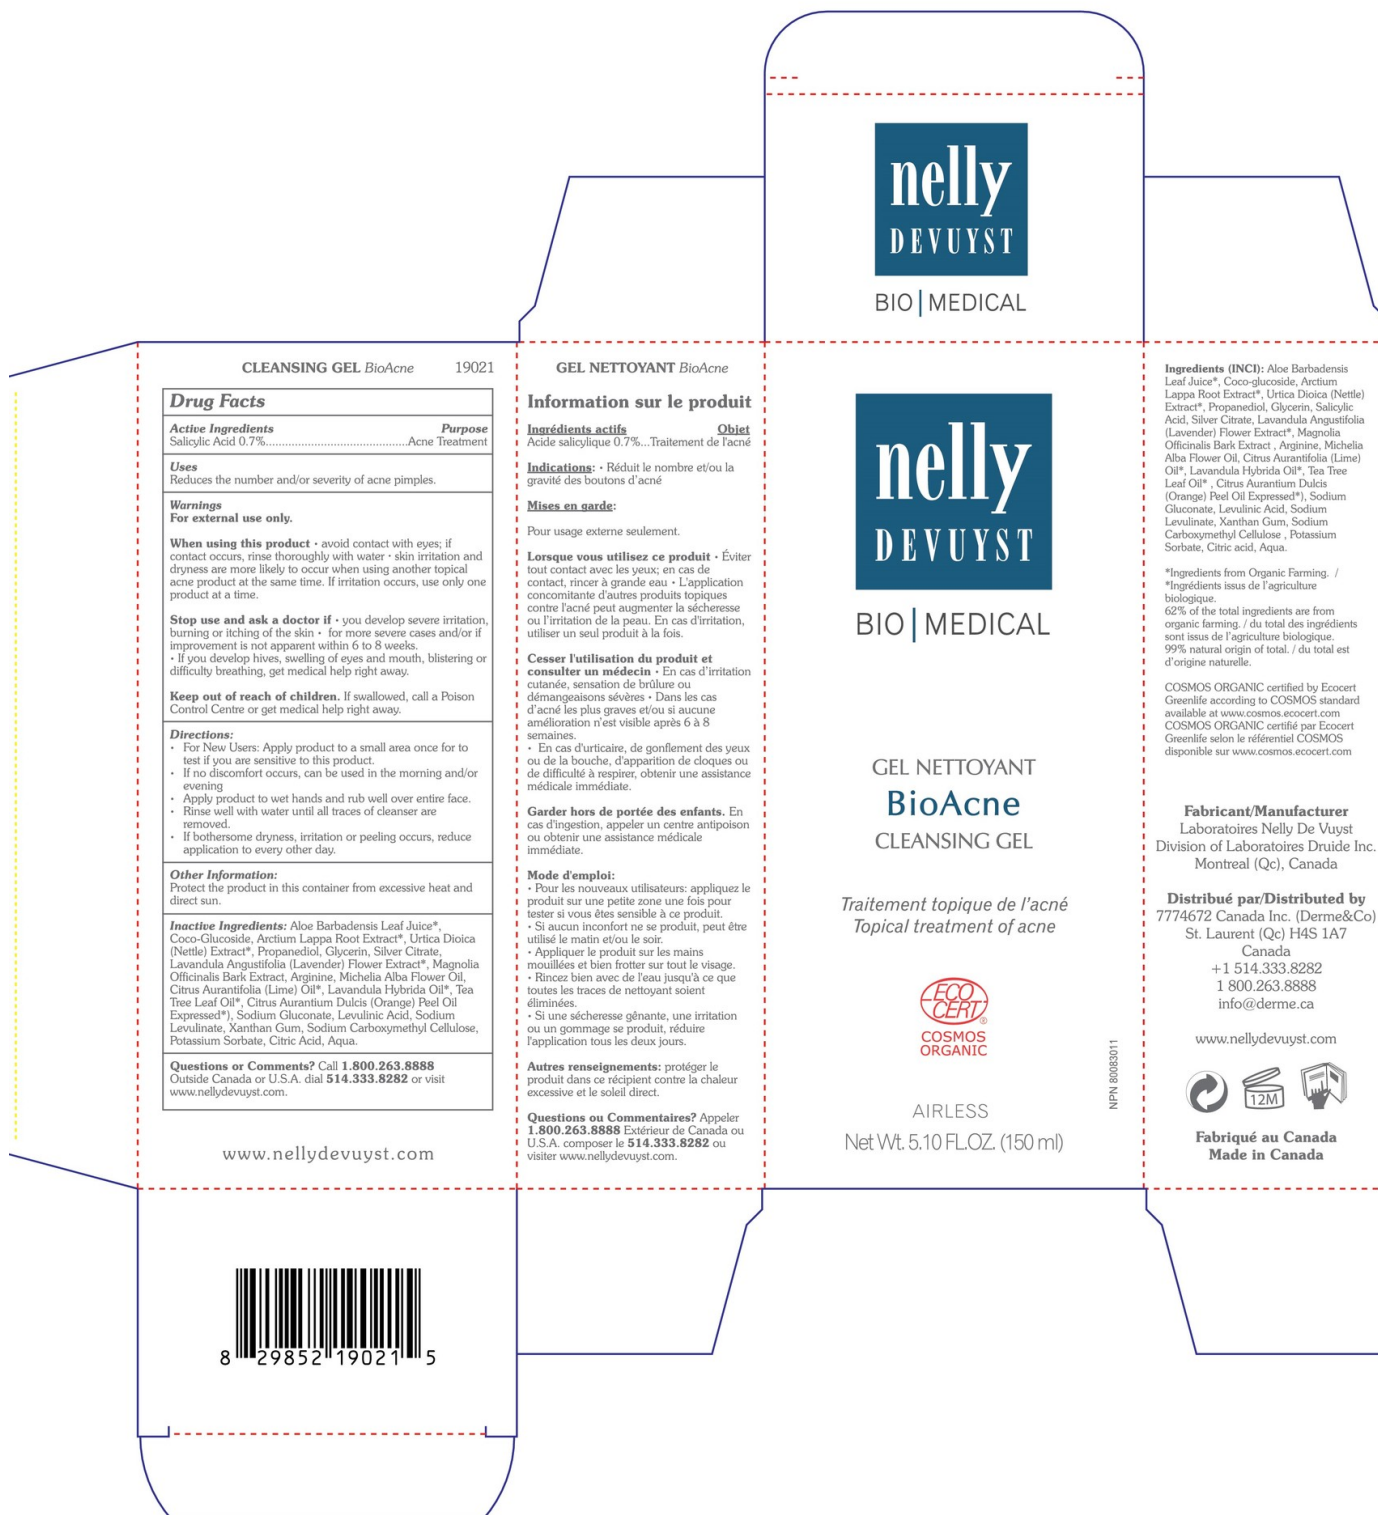 nelly
DEVUYST
BIO | MEDICAL
CLEANSING GEL BioAcne 19021
Drug Facts
Active Ingredients Purpose
Salicylic Acid 0.7%............................................Acne Treatment
Uses
Reduces the number and/or severity of acne pimples.
Warnings
For external use only.
When using this product • avoid contact with eyes; if
contact occurs, rinse thoroughly with water • skin irritation and
dryness are more likely to occur when using another topical
acne product at the same time. If irritation occurs, use only one
product at a time.
Stop use and ask a doctor if • you develop severe irritation,
burning or itching of the skin • for more severe cases and/or if
improvement is not apparent within 6 to 8 weeks.
• If you develop hives, swelling of eyes and mouth, blistering or
difficulty breathing, get medical help right away.
Keep out of reach of children. If swallowed, call a Poison
Control Centre or get medical help right away.
Directions:
• For New Users: Apply product to a small area once for to
test if you are sensitive to this product.
• If no discomfort occurs, can be used in the morning and/or
evening
• Apply product to wet hands and rub well over entire face.
• Rinse well with water until all traces of cleanser are
removed.
• If bothersome dryness, irritation or peeling occurs, reduce
application to every other day.
Other Information:
Protect the product in this container from excessive heat and
direct sun.
Inactive Ingredients: Aloe Barbadensis Leaf Juice*,
Coco-Glucoside, Arctium Lappa Root Extract*, Urtica Dioica
(Nettle) Extract*, Propanediol, Glycerin, Silver Citrate,
Lavandula Angustifolia (Lavender) Flower Extract*, Magnolia
Officinalis Bark Extract, Arginine, Michelia Alba Flower Oil,
Citrus Aurantifolia (Lime) Oil*, Lavandula Hybrida Oil*, Tea
Tree Leaf Oil*, Citrus Aurantium Dulcis (Orange) Peel Oil
Expressed*), Sodium Gluconate, Levulinic Acid, Sodium
Levulinate, Xanthan Gum, Sodium Carboxymethyl Cellulose,
Potassium Sorbate, Citric Acid, Aqua.
Questions or Comments? Call 1.800.263.8888
Outside Canada or U.S.A. dial 514.333.8282 or visit
www.nellydevuyst.com.
www.nellydevuyst.com
8 29852 19021 5
GEL NETTOYANT BioAcne
Information sur le produit
Ingrédients actifs Objet
Acide salicylique 0.7%...Traitement de l'acné
Indications: • Réduit le nombre et/ou la
gravité des boutons d'acné
Mises en garde:
Pour usage externe seulement.
Lorsque vous utilisez ce produit • Éviter
tout contact avec les yeux; en cas de
contact, rincer à grande eau • L'application
concomitante d'autres produits topiques
contre l'acné peut augmenter la sécheresse
ou l'irritation de la peau. En cas d'irritation,
utiliser un seul produit à la fois.
Cesser l'utilisation du produit et
consulter un médecin • En cas d'irritation
cutanée, sensation de brûlure ou
démangeaisons sévères • Dans les cas
d'acné les plus graves et/ou si aucune
amélioration n'est visible après 6 à 8
semaines.
• En cas d'urticaire, de gonflement des yeux
ou de la bouche, d'apparition de cloques ou
de difficulté à respirer, obtenir une assistance
médicale immédiate.
Garder hors de portée des enfants. En
cas d'ingestion, appeler un centre antipoison
ou obtenir une assistance médicale
immédiate.
Mode d'emploi:
• Pour les nouveaux utilisateurs: appliquez le
produit sur une petite zone une fois pour
tester si vous êtes sensible à ce produit.
• Si aucun inconfort ne se produit, peut être
utilisé le matin et/ou le soir.
• Appliquer le produit sur les mains
mouillées et bien frotter sur tout le visage.
• Rincez bien avec de l'eau jusqu'à ce que
toutes les traces de nettoyant soient
éliminées.
• Si une sécheresse gênante, une irritation
ou un gommage se produit, réduire
l'application tous les deux jours.
Autres renseignements: protéger le
produit dans ce récipient contre la chaleur
excessive et le soleil direct.
Questions ou Commentaires? Appeler
1.800.263.8888 Extérieur de Canada ou
U.S.A. composer le 514.333.8282 ou
visiter www.nellydevuyst.com.
nelly
DEVUYST
BIO | MEDICAL
GEL NETTOYANT
BioAcne
CLEANSING GEL
Traitement topique de l'acné
Topical treatment of acne
ECO
CERT®
COSMOS
ORGANIC
NPN 80083011
AIRLESS
Net Wt. 5.10 FL.OZ. (150 ml)
Ingredients (INCI): Aloe Barbadensis
Leaf Juice*, Coco-glucoside, Arctium
Lappa Root Extract*, Urtica Dioica (Nettle)
Extract*, Propanediol, Glycerin, Salicylic
Acid, Silver Citrate, Lavandula Angustifolia
(Lavender) Flower Extract*, Magnolia
Officinalis Bark Extract , Arginine, Michelia
Alba Flower Oil, Citrus Aurantifolia (Lime)
Oil*, Lavandula Hybrida Oil*, Tea Tree
Leaf Oil* , Citrus Aurantium Dulcis
(Orange) Peel Oil Expressed*), Sodium
Gluconate, Levulinic Acid, Sodium
Levulinate, Xanthan Gum, Sodium
Carboxymethyl Cellulose , Potassium
Sorbate, Citric acid, Aqua.
*Ingredients from Organic Farming. /
*Ingrédients issus de l'agriculture
biologique.
62% of the total ingredients are from
organic farming. / du total des ingrédients
sont issus de l'agriculture biologique.
99% natural origin of total. / du total est
d'origine naturelle.
COSMOS ORGANIC certified by Ecocert
Greenlife according to COSMOS standard
available at www.cosmos.ecocert.com
COSMOS ORGANIC certifié par Ecocert
Greenlife selon le référentiel COSMOS
disponible sur www.cosmos.ecocert.com
Fabricant/Manufacturer
Laboratoires Nelly De Vuyst
Division of Laboratoires Druide Inc.
Montreal (Qc), Canada
Distribué par/Distributed by
7774672 Canada Inc. (Derme&Co)
St. Laurent (Qc) H4S 1A7
Canada
+1 514.333.8282
1 800.263.8888
info@derme.ca
www.nellydevuyst.com
12M
Fabriqué au Canada
Made in Canada